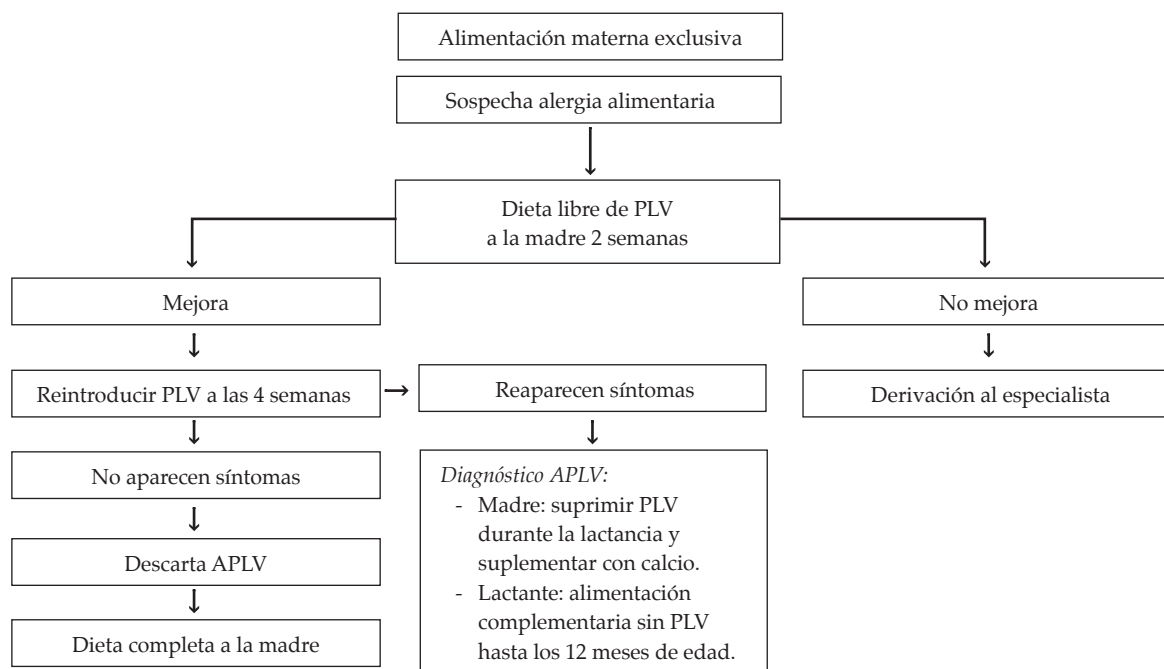 Alimentación materna exclusiva
Sospecha alergia alimentaria
Dieta libre de PLV
a la madre 2 semanas
Mejora
No mejora
Reintroducir PLV a las 4 semanas
Reaparecen síntomas
Derivación al especialista
No aparecen síntomas
Descarta APLV
Dieta completa a la madre
Diagnóstico APLV:
- Madre: suprimir PLV
durante la lactancia y
suplementar con calcio.
- Lactante: alimentación
complementaria sin PLV
hasta los 12 meses de edad.